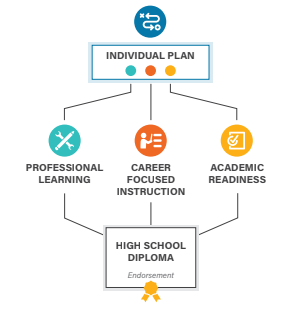 INDIVIDUAL PLAN
PROFESSIONAL
LEARNING
CAREER
FOCUSED
INSTRUCTION
ACADEMIC
READINESS
HIGH SCHOOL
DIPLOMA
Endorsement